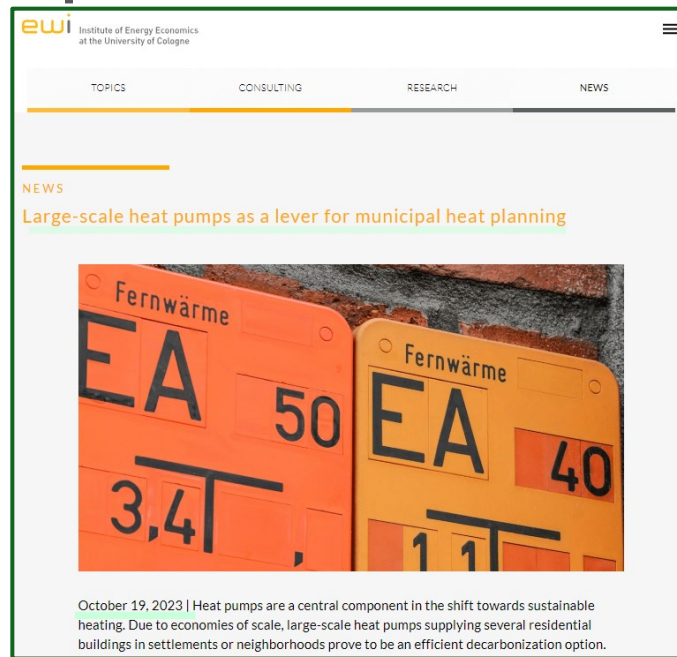 ewi Institute of Energy Economics
at the University of Cologne
TOPICS CONSULTING RESEARCH NEWS
NEWS
Large-scale heat pumps as a lever for municipal heat planning
Fernwärme
EA 50
3,4 ,
Fernwärme
EA 40
1 1
October 19, 2023 | Heat pumps are a central component in the shift towards sustainable
heating. Due to economies of scale, large-scale heat pumps supplying several residential
buildings in settlements or neighborhoods prove to be an efficient decarbonization option.